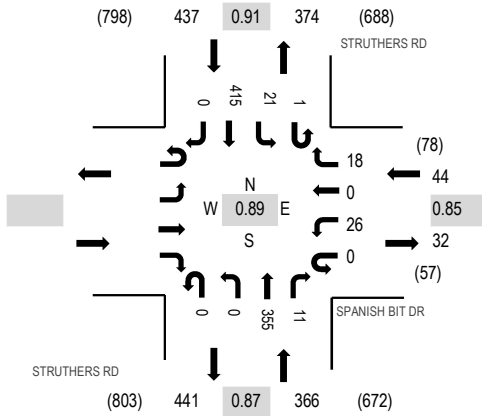 (798) 437 0.91 374 (688)
STRUTHERS RD
0 415 21 1
(78)
18
44
N
0
W 0.89 E
0.85
26
S
32
0
(57)
0 0 355 11
SPANISH BIT DR
STRUTHERS RD
(803) 441 0.87 366 (672)